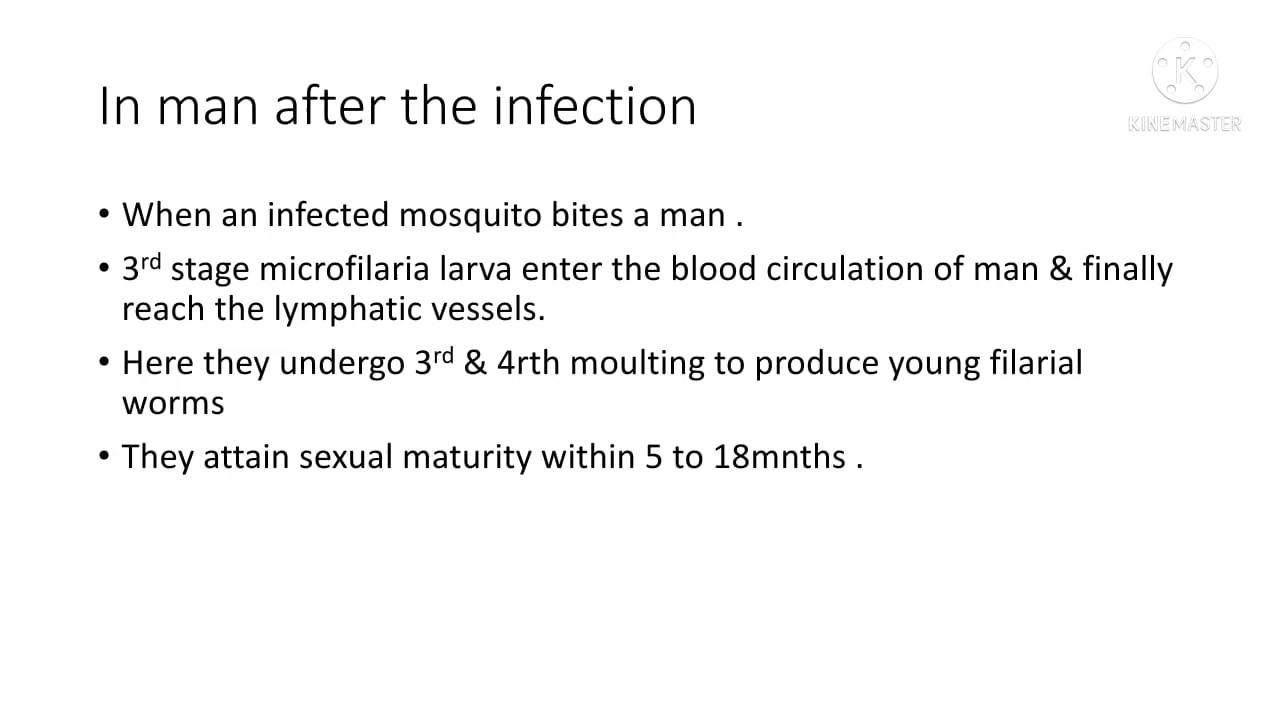 In man after the infection
KINEMASTER
• When an infected mosquito bites a man .
• 3rd stage microfilaria larva enter the blood circulation of man & finally
reach the lymphatic vessels.
• Here they undergo 3rd & 4rth moulting to produce young filarial
worms
• They attain sexual maturity within 5 to 18mnths .